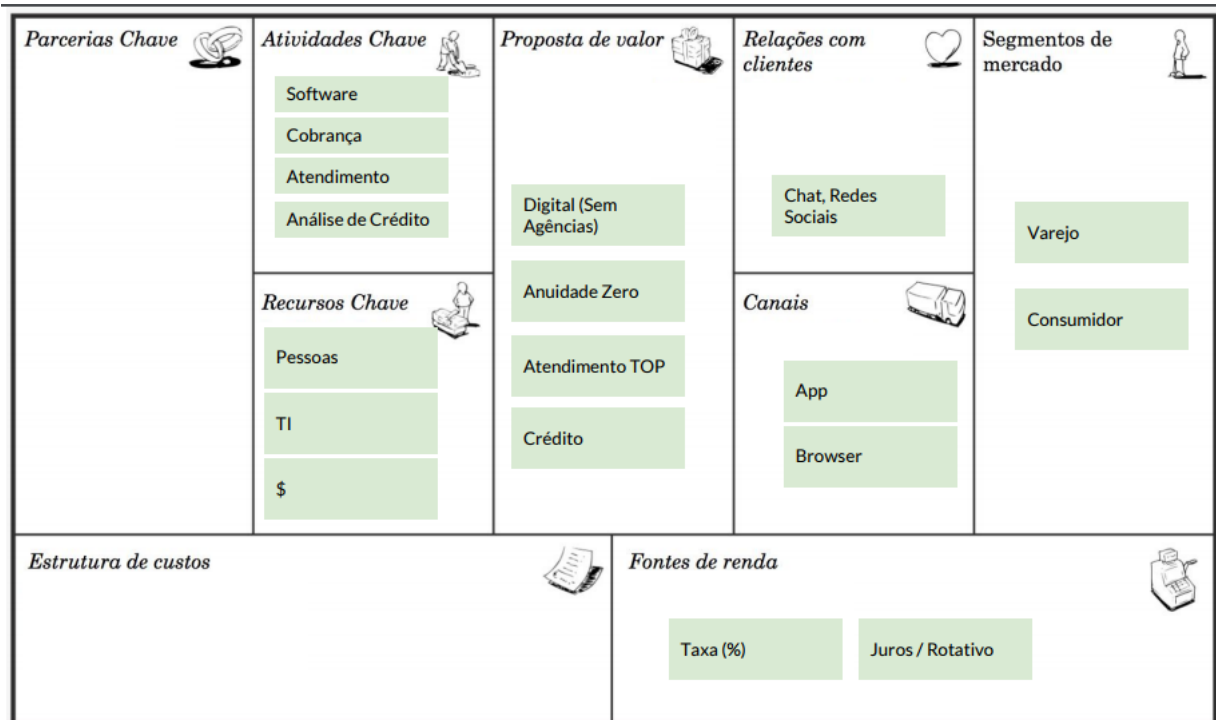 Parcerias Chave
Atividades Chave
Software
Cobrança
Atendimento
Análise de Crédito
Recursos Chave
Pessoas
TI
$
Proposta de valor
Digital (Sem
Agências)
Anuidade Zero
Atendimento TOP
Crédito
Relações com
clientes
Chat, Redes
Sociais
Canais
App
Browser
Segmentos de
mercado
Varejo
Consumidor
Estrutura de custos
Fontes de renda
Taxa (%)
Juros / Rotativo